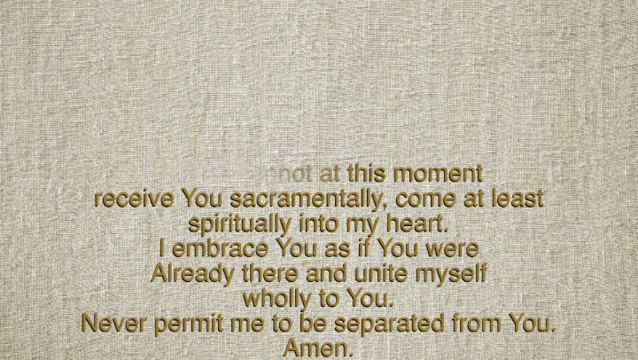 not at this moment
receive You sacramentally, come at least
spiritually into my heart.
I embrace You as if You were
Already there and unite myself
wholly to You.
Never permit me to be separated from You.
Amen.